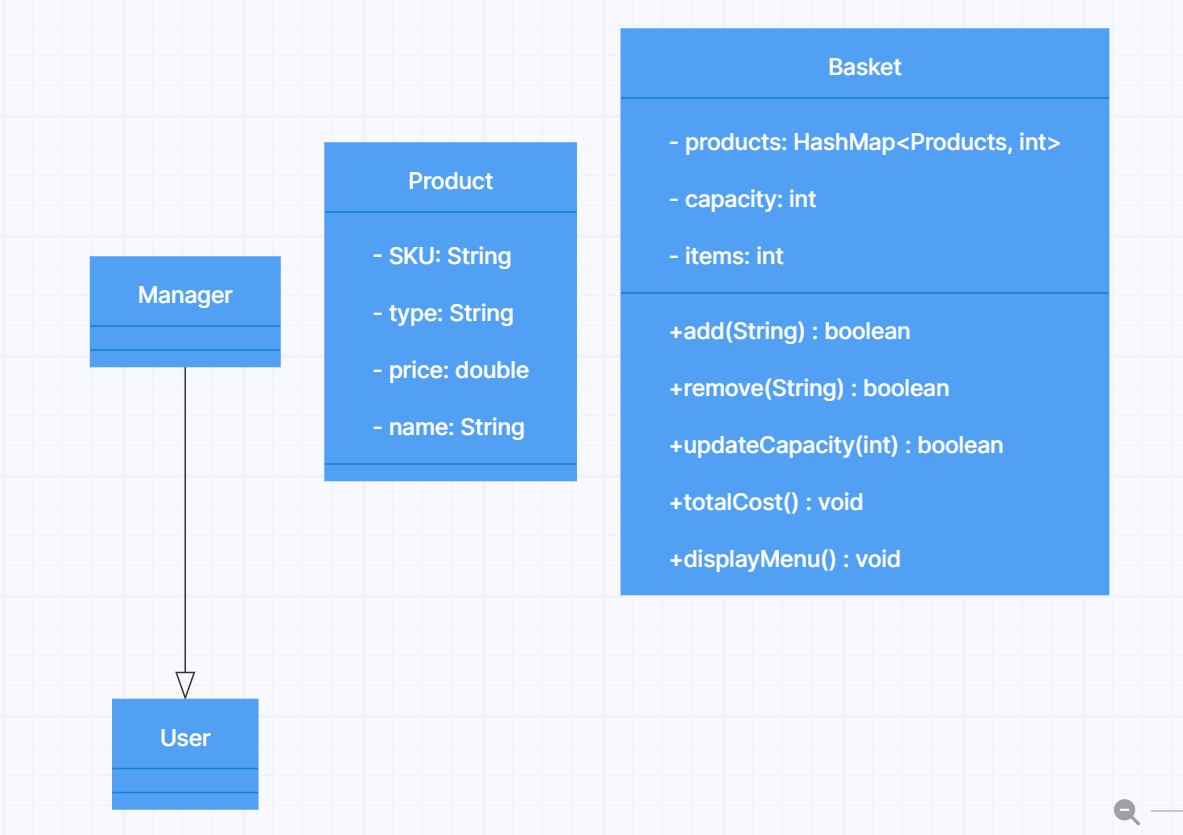 Manager
User
Product
- SKU: String
- type: String
- price: double
- name: String
Basket
- products: HashMap<Products, int>
- capacity: int
- items: int
+add(String) : boolean
+remove(String) : boolean
+updateCapacity(int) : boolean
+totalCost() : void
+displayMenu() : void